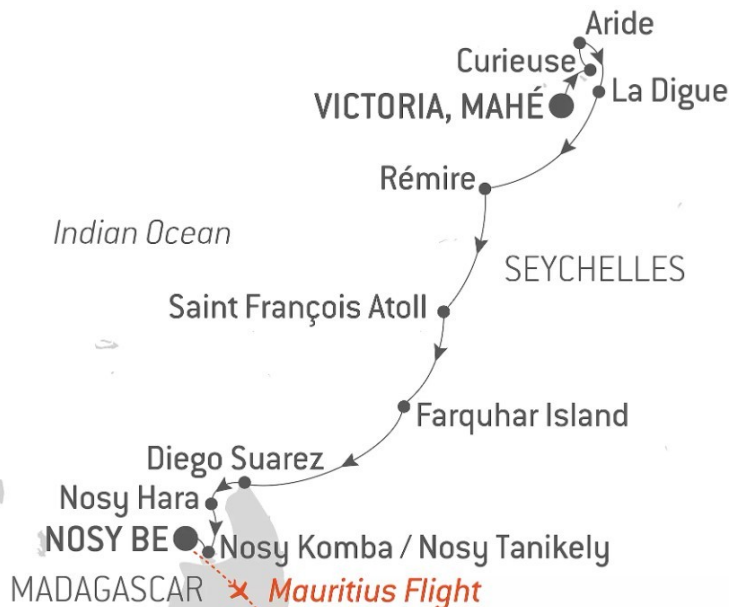 Aride
Curieuse
La Digue
VICTORIA, MAHÉ
Rémire
Indian Ocean
SEYCHELLES
Saint François Atoll
Farquhar Island
Diego Suarez
Nosy Hara
NOSY BE
Nosy Komba / Nosy Tanikely
MADAGASCAR
Mauritius Flight